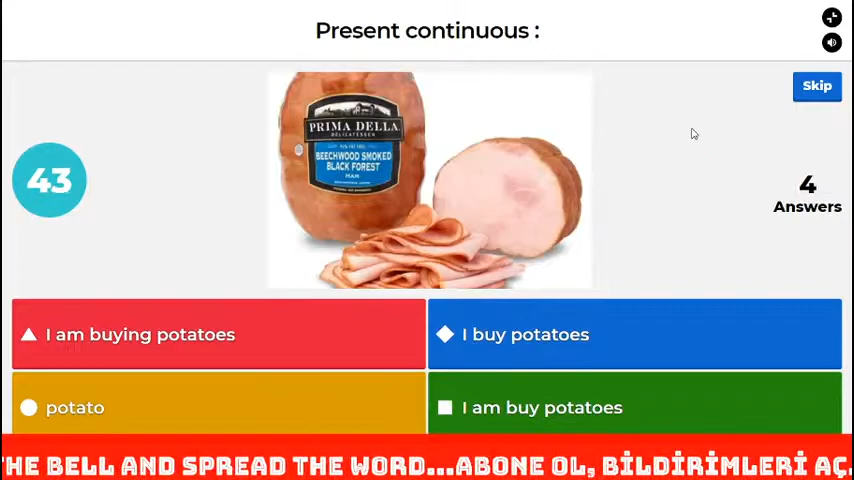 Present continuous :
Skip
43
PRIMA DELLA
DELICATESSEN
BEECHWOOD SMOKED
BLACK FOREST
HAM
4
Answers
I am buying potatoes
I buy potatoes
potato
I am buy potatoes
THE BELL AND SPREAD THE WORD...ABONE OL, BİLDİRİMLERİ AÇ.